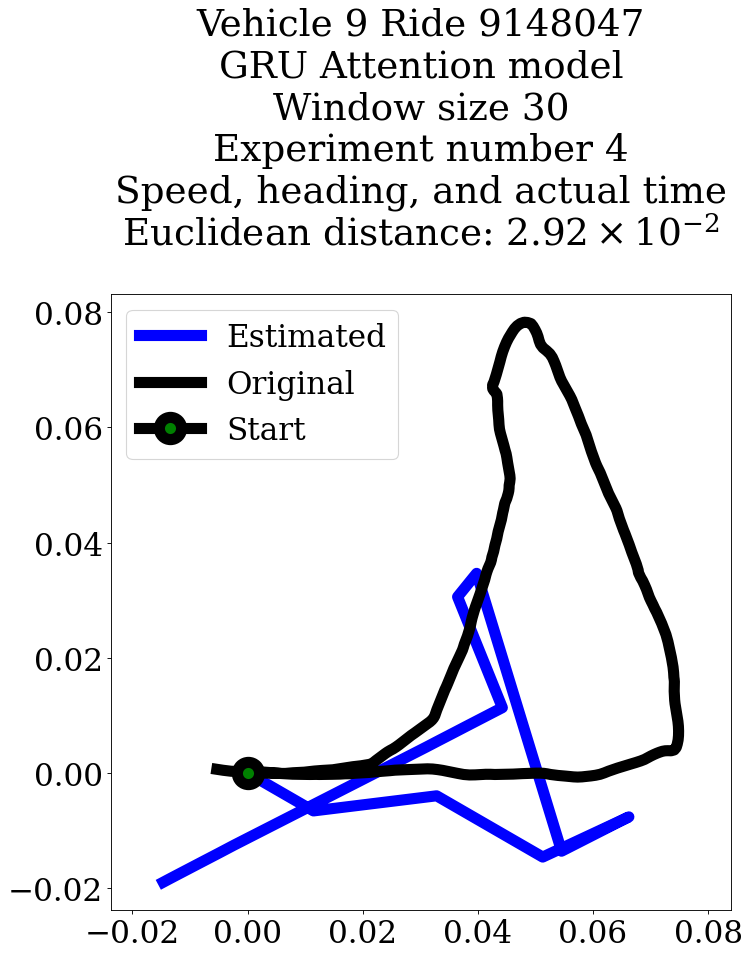 Vehicle 9 Ride 9148047
GRU Attention model
Window size 30
Experiment number 4
Speed, heading, and actual time
Euclidean distance: 2.92 × 10⁻²
Estimated
Original
Start
0.08
0.06
0.04
0.02
0.00
−0.02
−0.02 0.00 0.02 0.04 0.06 0.08